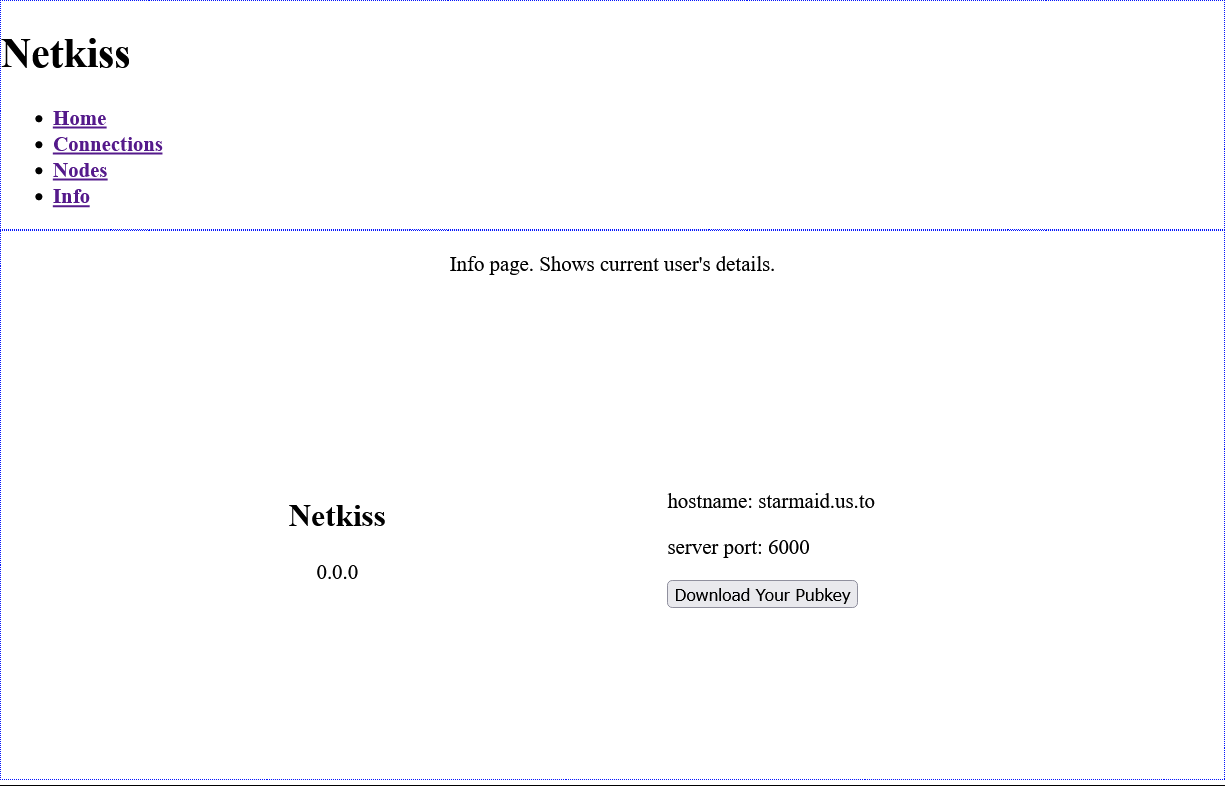 Netkiss
Home
Connections
Nodes
Info
Info page. Shows current user's details.
Netkiss
0.0.0
hostname: starmaid.us.to
server port: 6000
Download Your Pubkey